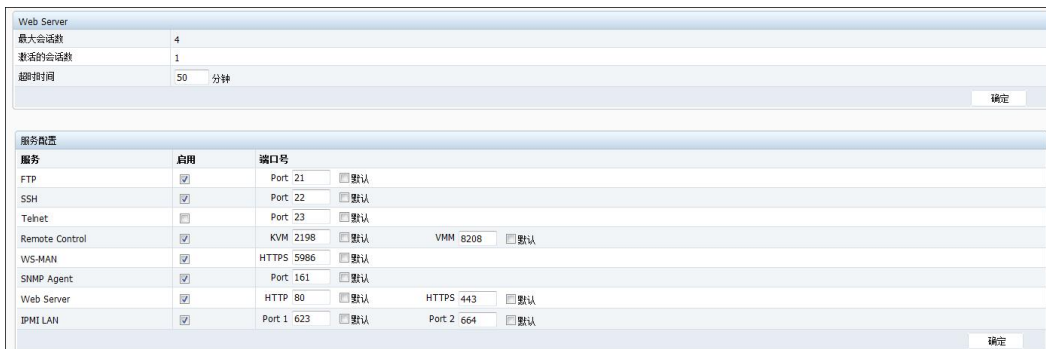 Web Server
最大会话数 4
激活的会话数 1
超时时间 50 分钟
确定
服务配置
服务 启用 端口号
FTP Port 21 默认
SSH Port 22 默认
Telnet Port 23 默认
Remote Control KVM 2198 默认 VMM 8208 默认
WS-MAN HTTPS 5986 默认
SNMP Agent Port 161 默认
Web Server HTTP 80 默认 HTTPS 443 默认
IPMI LAN Port 1 623 默认 Port 2 664 默认
确定